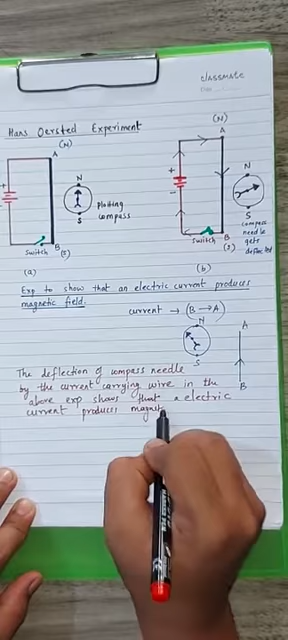 classmate
Hans Oersted Experiment
(N)
A
+
-
N
S
plotting
compass
switch
B
(S)
(a)
(N)
A
+
-
N
S
compass
needle
gets
deflected
switch
B
(S)
(b)
Exp to show that an electric current produces
magnetic field.
current → (B → A)
N
S
A
B
The deflection of compass needle
by the current carrying wire in the
above exp shows that a electric
current produces magnet